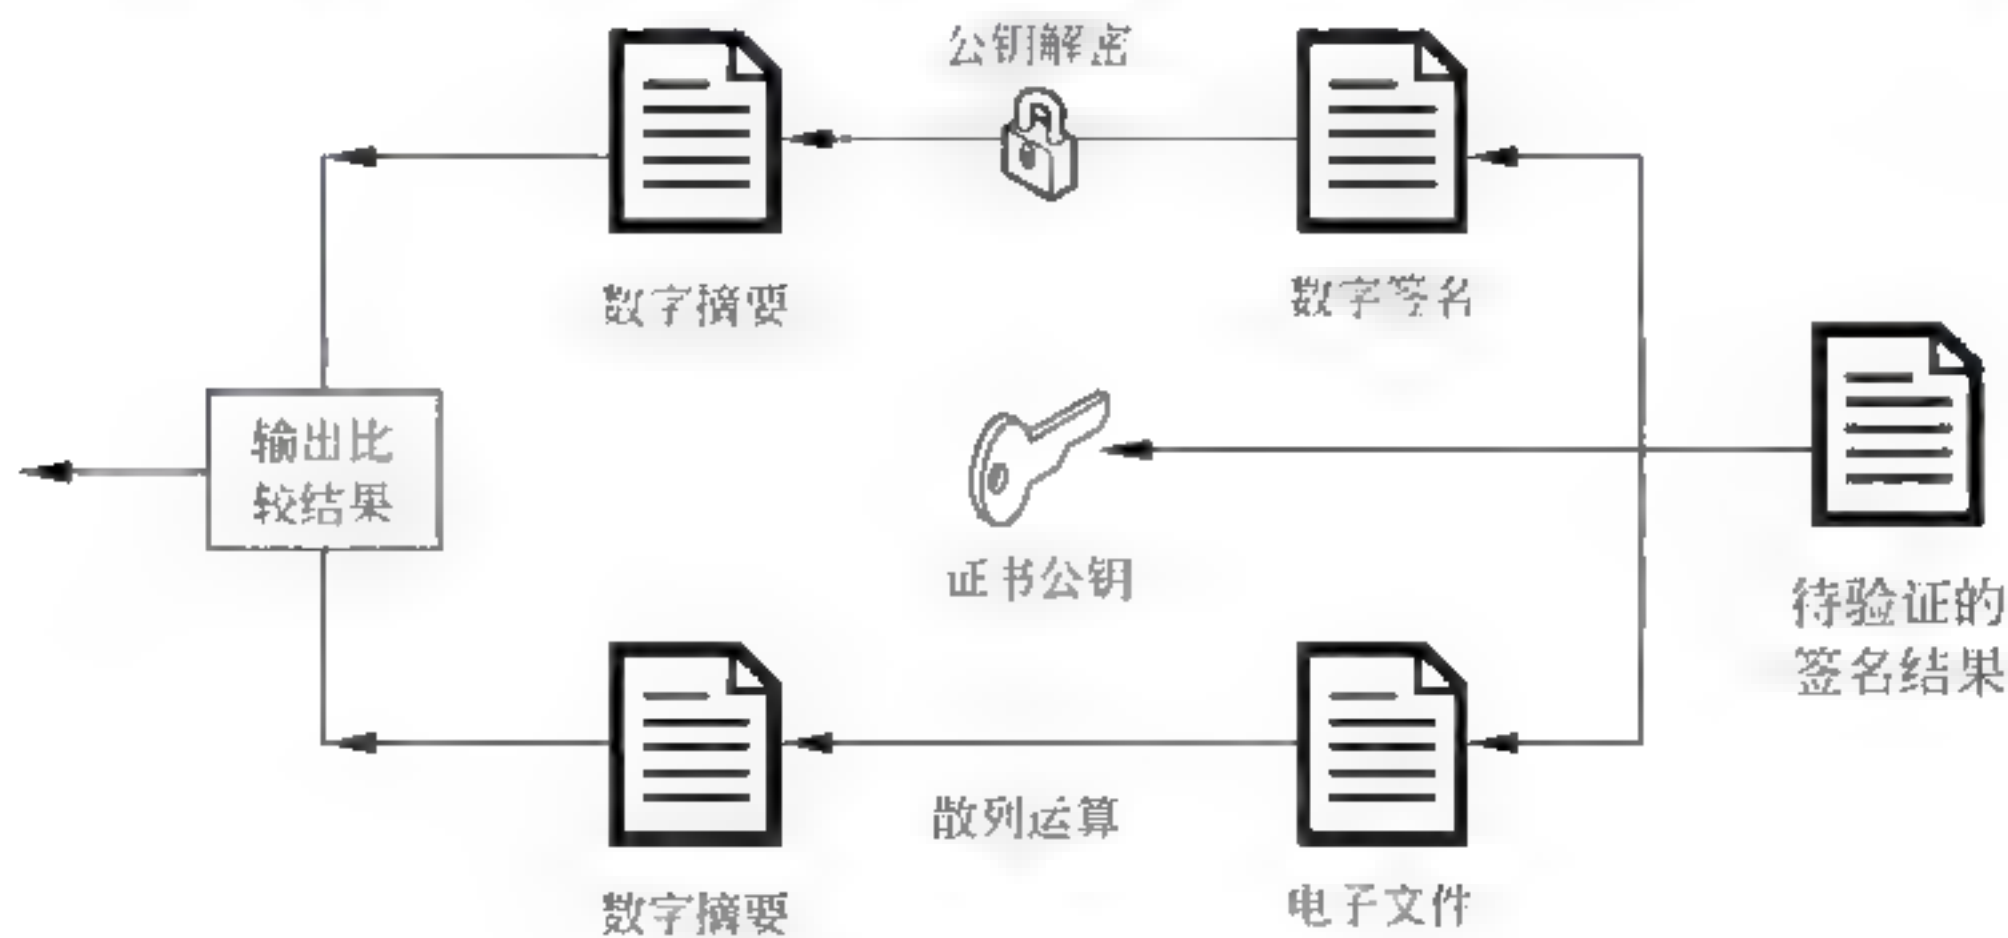 公钥解密
数字摘要
数字签名
输出比
较结果
证书公钥
待验证的
签名结果
散列运算
数字摘要
电子文件